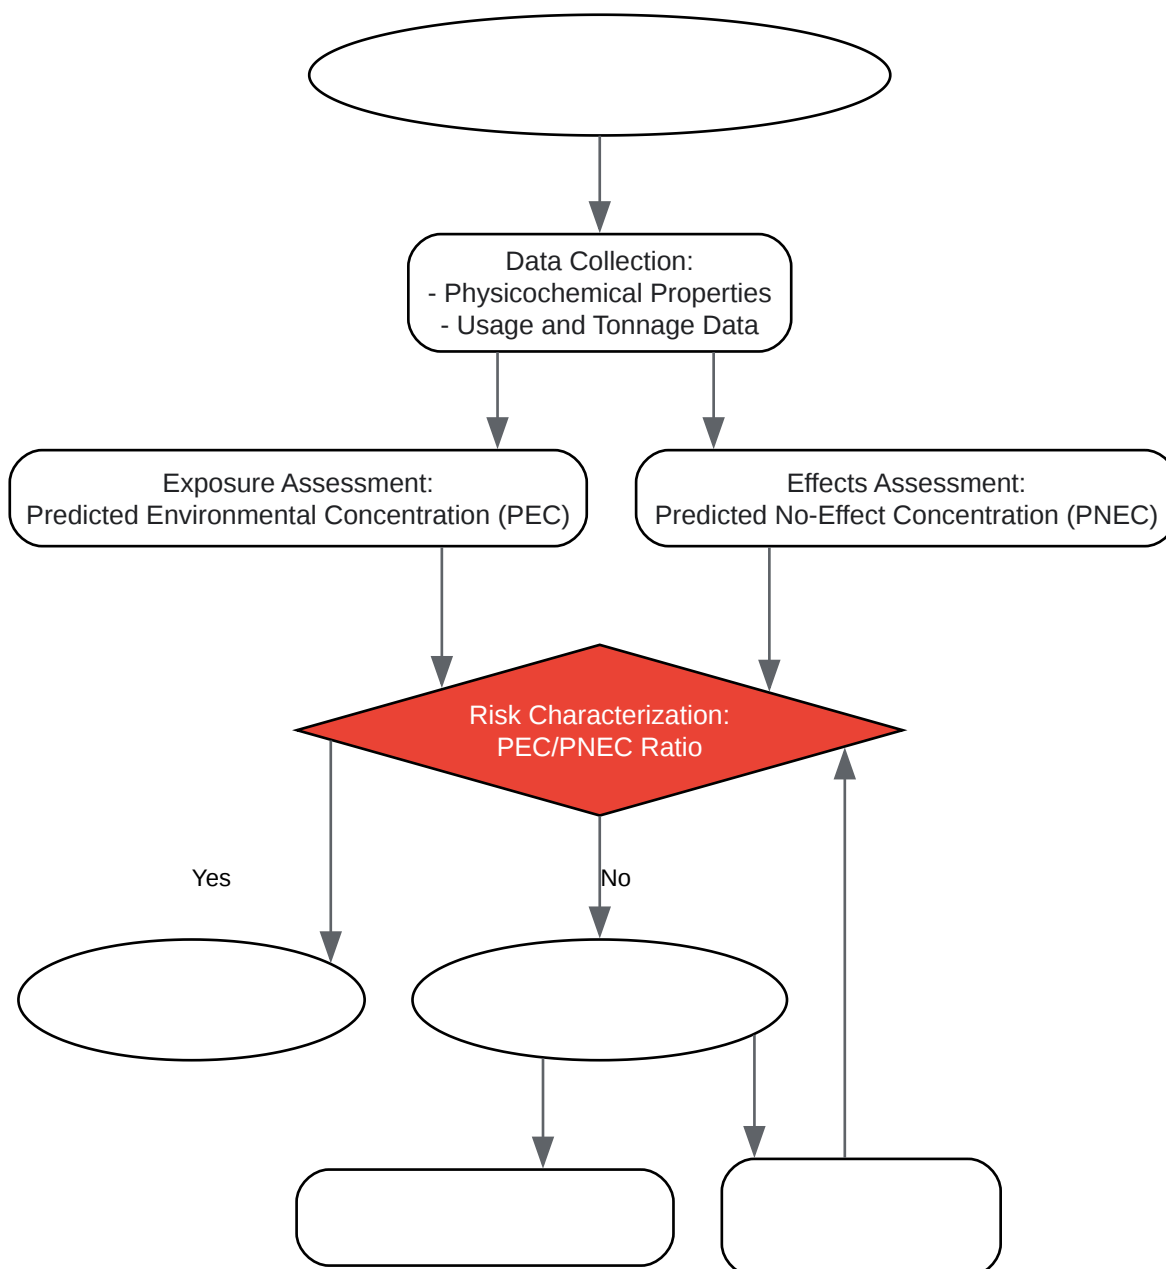 Data Collection:
- Physicochemical Properties
- Usage and Tonnage Data
Exposure Assessment:
Predicted Environmental Concentration (PEC)
Effects Assessment:
Predicted No-Effect Concentration (PNEC)
Risk Characterization:
PEC/PNEC Ratio
Yes
No